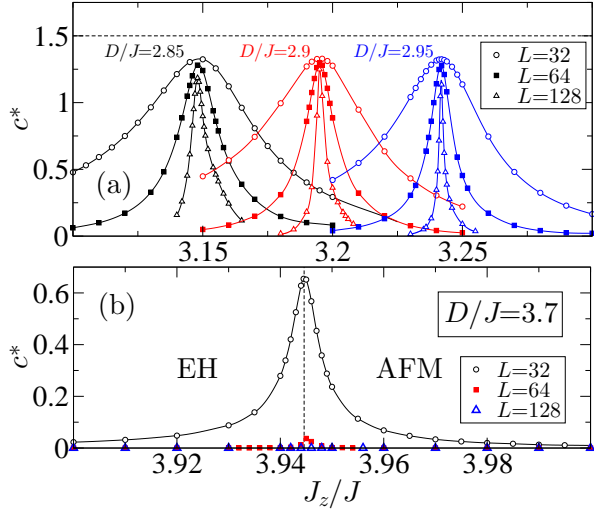 1.5
1
0.5
0
c*
D/J=2.85
D/J=2.9
D/J=2.95
L=32
L=64
L=128
(a)
3.15
3.2
3.25
0.6
0.4
0.2
0
c*
(b)
D/J=3.7
EH
AFM
L=32
L=64
L=128
3.92
3.94
3.96
3.98
J_z/J